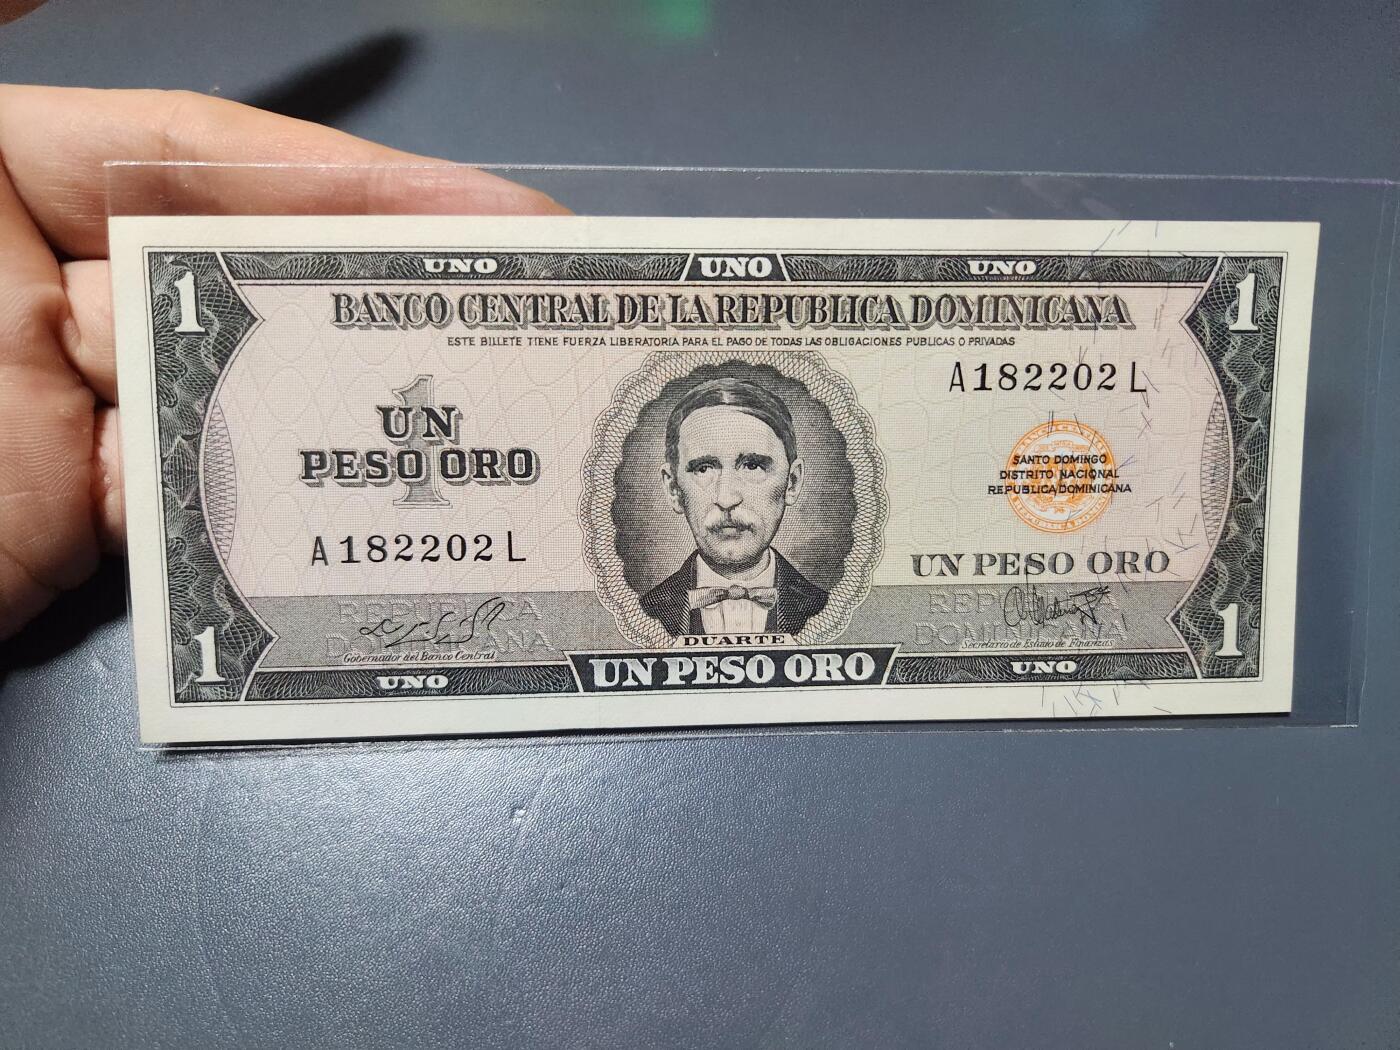 UNO UNO UNO
1 1
BANCO CENTRAL DE LA REPUBLICA DOMINICANA
ESTE BILLETE TIENE FUERZA LIBERATORIA PARA EL PAGO DE TODAS LAS OBLIGACIONES PUBLICAS O PRIVADAS
A182202L
1
UN
PESO ORO
SANTO DOMINGO
DISTRITO NACIONAL
REPUBLICA DOMINICANA
A182202L
UN PESO ORO
REPUBLICA
DOMINICANA
REPUBLICA
DOMINICANA
DUARTE
Gobernador del Banco Central
Secretario de Estado de Finanzas
1 1
UNO UN PESO ORO UNO